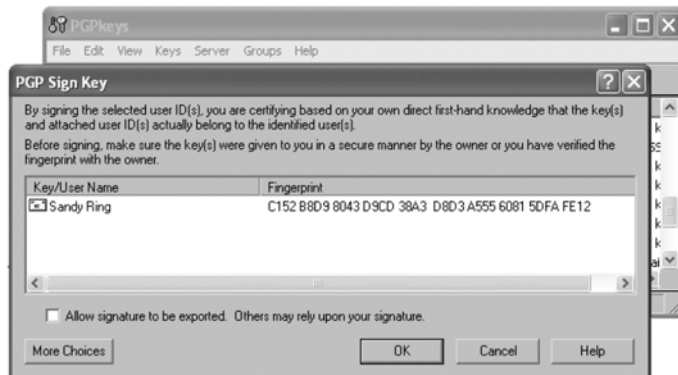 PGPkeys
File Edit View Keys Server Groups Help
PGP Sign Key
By signing the selected user ID(s), you are certifying based on your own direct first-hand knowledge that the key(s)
and attached user ID(s) actually belong to the identified user(s).
Before signing, make sure the key(s) were given to you in a secure manner by the owner or you have verified the
fingerprint with the owner.
Key/User Name Fingerprint
Sandy Ring C152 B8D9 8043 D9CD 38A3 D8D3 A555 6081 5DFA FE12
Allow signature to be exported. Others may rely upon your signature.
More Choices OK Cancel Help